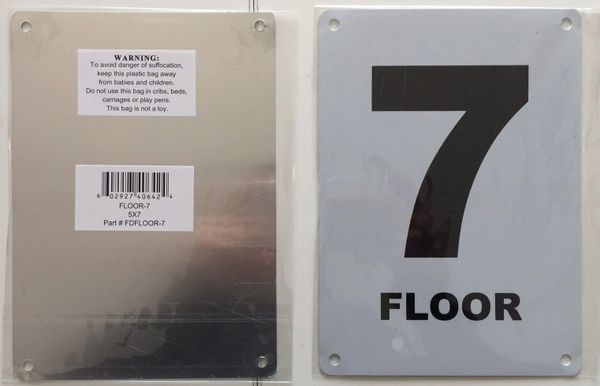 WARNING:
To avoid danger of suffocation,
keep this plastic bag away
from babies and children.
Do not use this bag in cribs, beds,
carriages or play pens.
This bag is not a toy.
6 02927 40642 4
FLOOR-7
5X7
Part # FDFLOOR-7
7
FLOOR